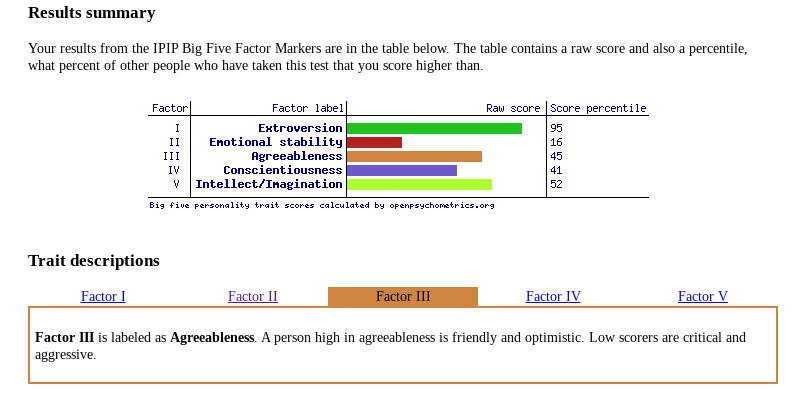 Results summary
Your results from the IPIP Big Five Factor Markers are in the table below. The table contains a raw score and also a percentile,
what percent of other people who have taken this test that you score higher than.
Factor Factor label Raw score Score percentile
I Extroversion 95
II Emotional stability 16
III Agreeableness 45
IV Conscientiousness 41
V Intellect/Imagination 52
Big five personality trait scores calculated by openpsychometrics.org
Trait descriptions
Factor I Factor II Factor III Factor IV Factor V
Factor III is labeled as Agreeableness. A person high in agreeableness is friendly and optimistic. Low scorers are critical and
aggressive.